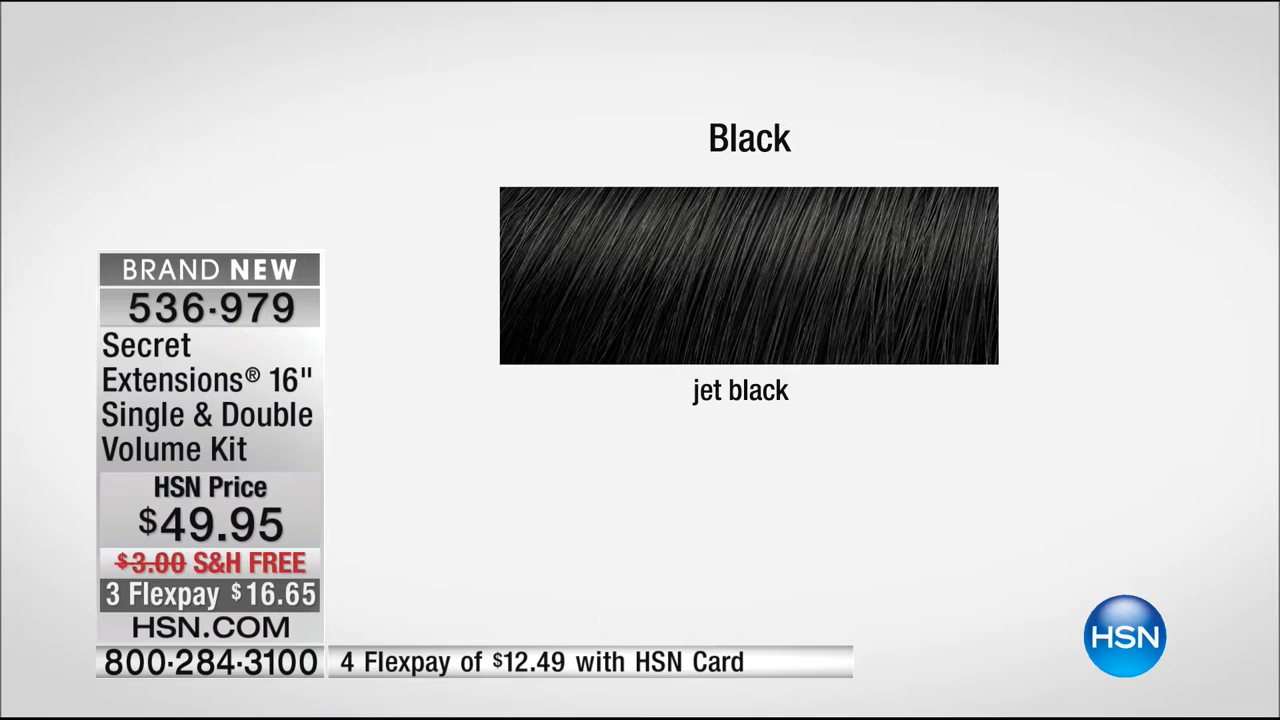 Black
jet black
BRAND NEW
536·979
Secret
Extensions® 16"
Single & Double
Volume Kit
HSN Price
$49.95
$3.00 S&H FREE
3 Flexpay $16.65
HSN.COM
800·284·3100
4 Flexpay of $12.49 with HSN Card
HSN